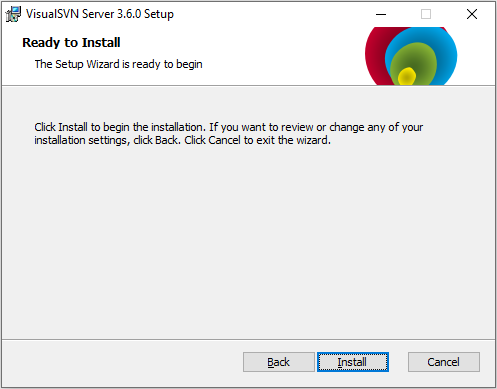 VisualSVN Server 3.6.0 Setup
Ready to Install
The Setup Wizard is ready to begin
Click Install to begin the installation. If you want to review or change any of your
installation settings, click Back. Click Cancel to exit the wizard.
Back Install Cancel